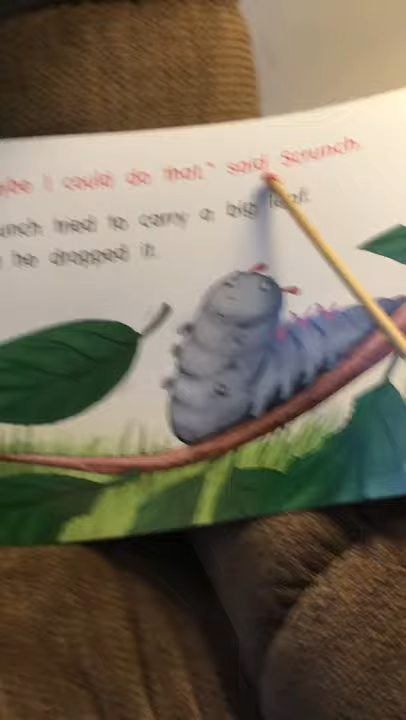 I could do that." said Scrunch.
tried to carry a big leaf.
he dropped it.